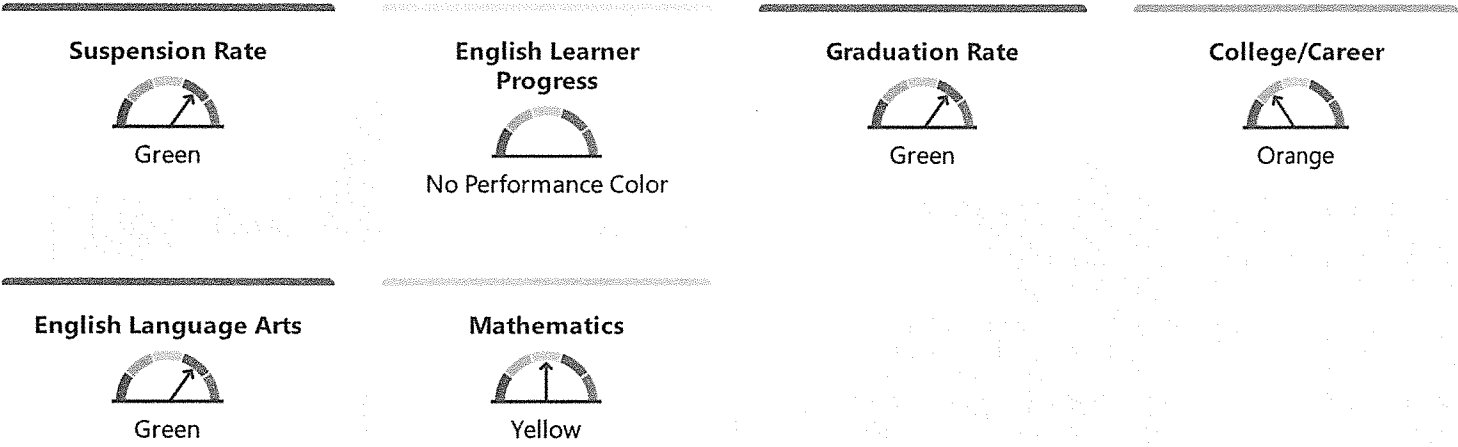 Suspension Rate
Green
English Learner
Progress
No Performance Color
Graduation Rate
Green
College/Career
Orange
English Language Arts
Green
Mathematics
Yellow